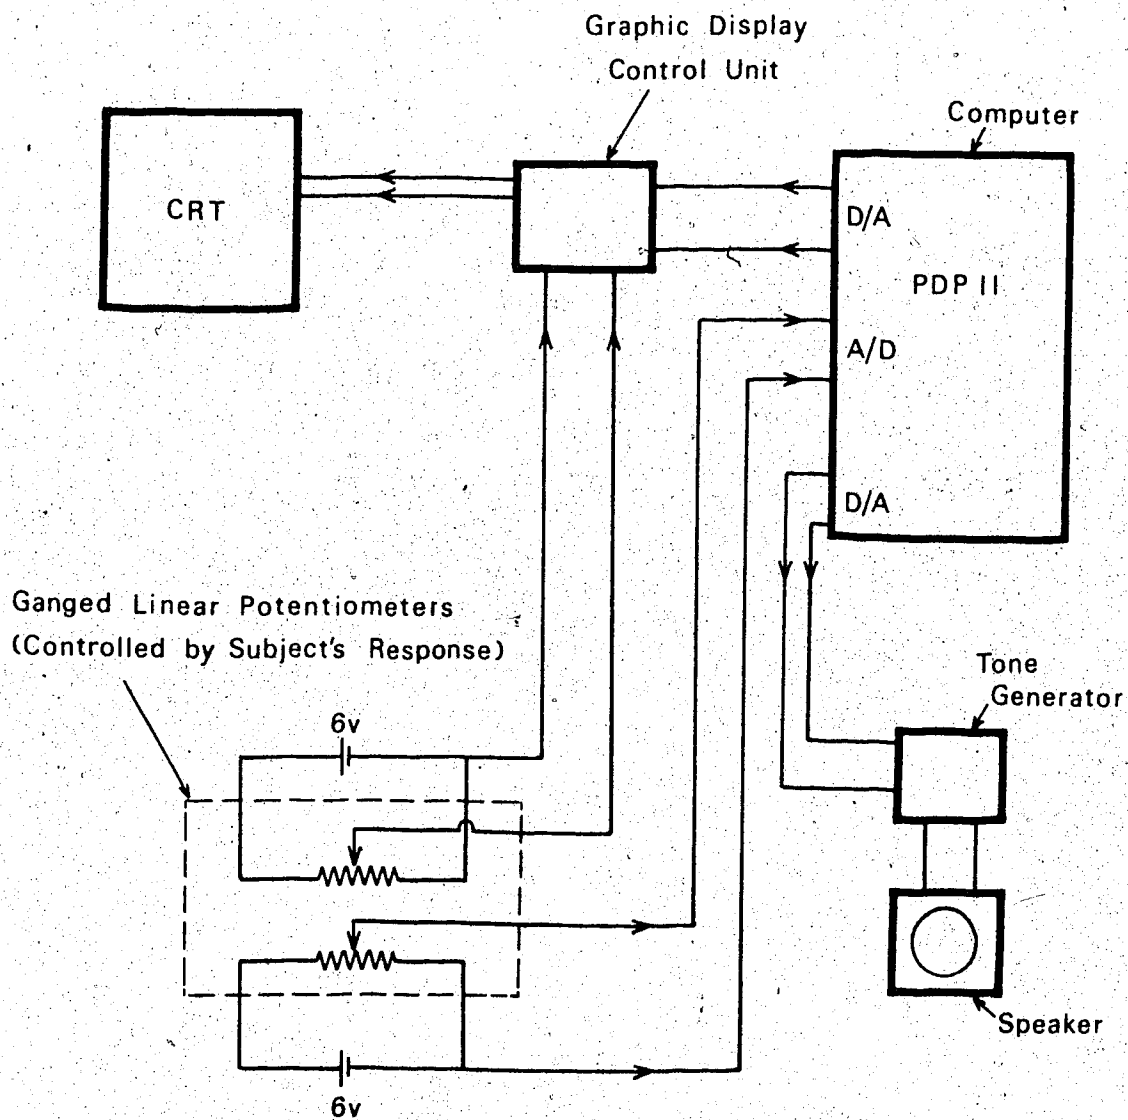 Graphic Display
Control Unit
Computer
CRT
D/A
PDP II
A/D
D/A
Ganged Linear Potentiometers
(Controlled by Subject's Response)
Tone
Generator
6v
Speaker
6v